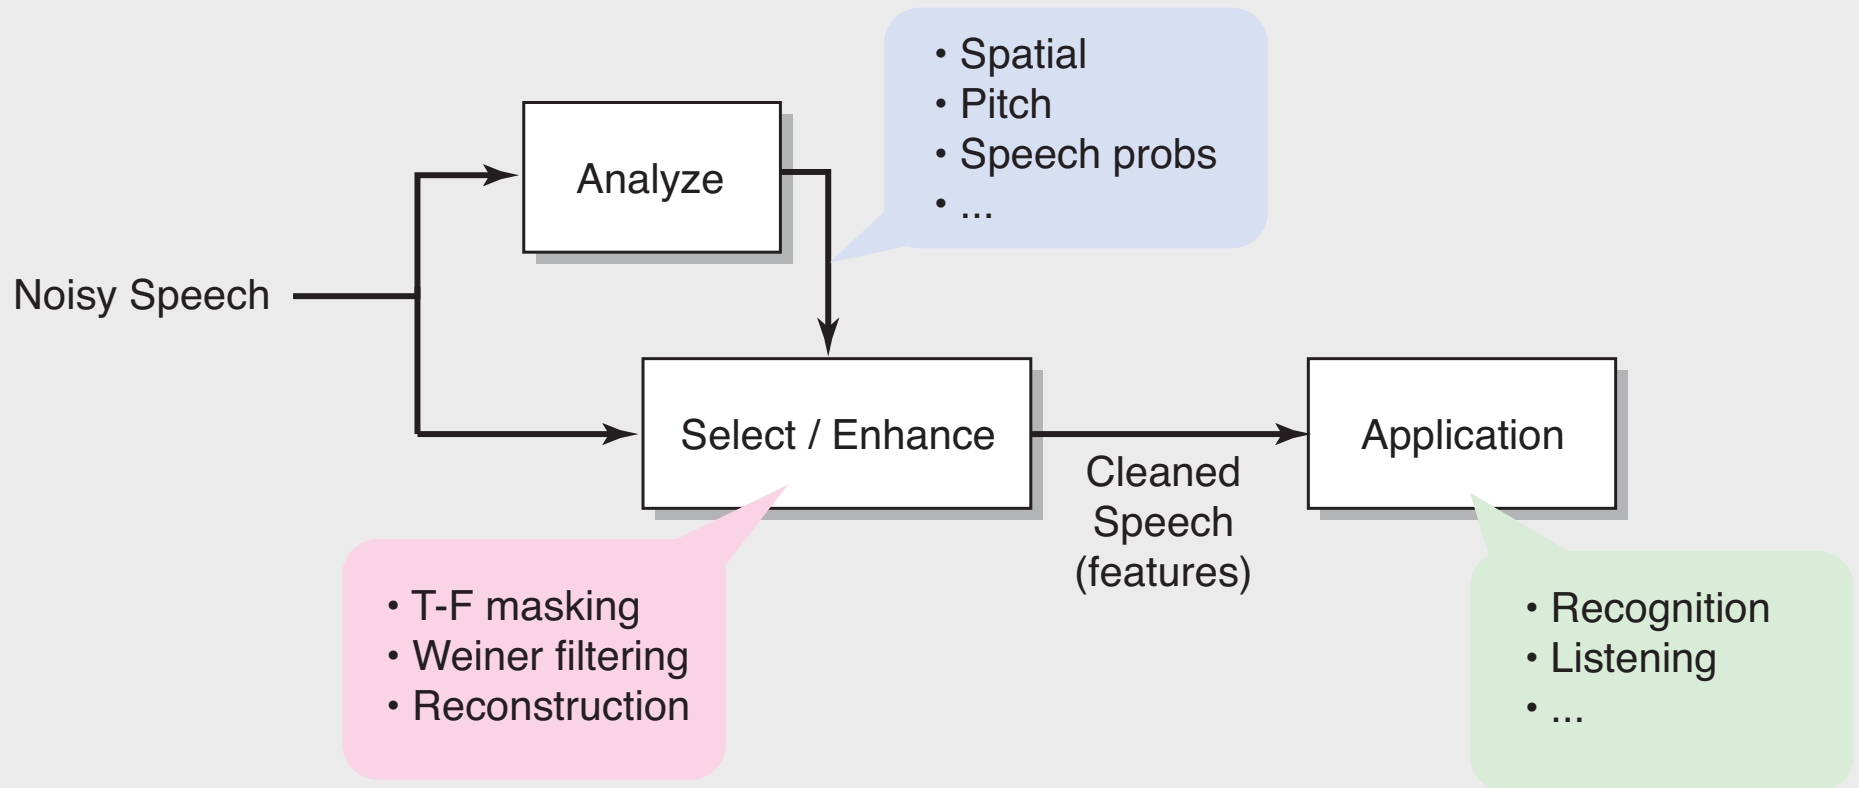 • Spatial
• Pitch
• Speech probs
• ...
Analyze
Noisy Speech
Select / Enhance
Cleaned
Speech
(features)
Application
• T-F masking
• Weiner filtering
• Reconstruction
• Recognition
• Listening
• ...